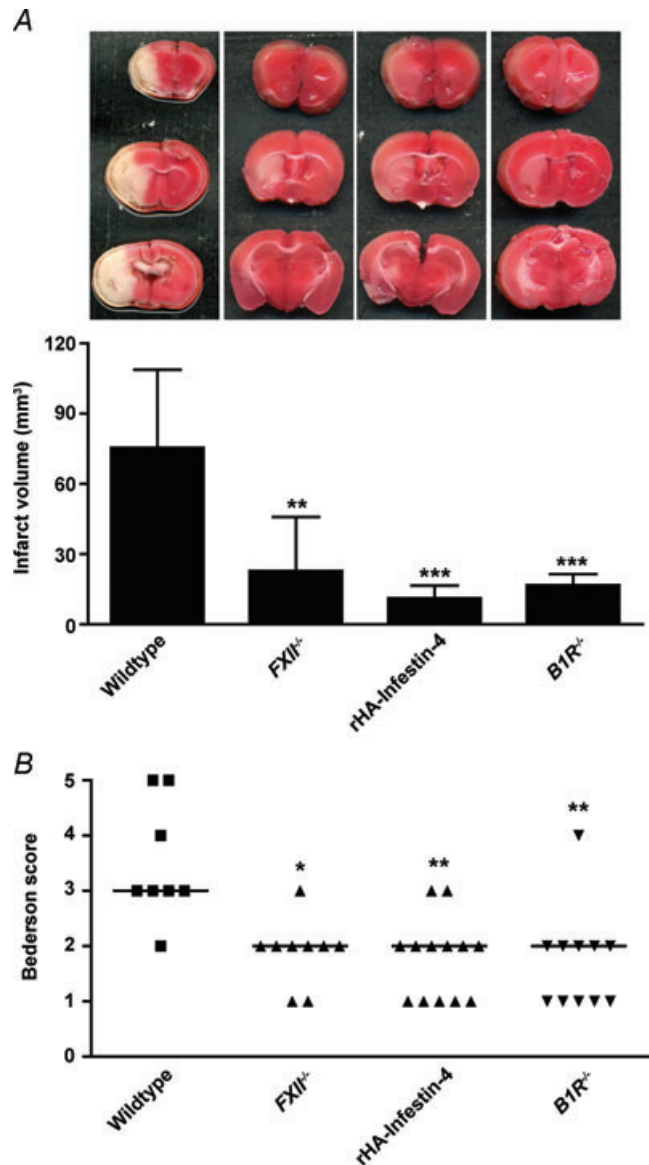 A
Infarct volume (mm³)
120
90
60
30
0
**
***
***
Wildtype
FXII-/-
rHA-Infestin-4
B1R-/-
B
Bederson score
5
4
3
2
1
0
*
**
**
Wildtype
FXII-/-
rHA-Infestin-4
B1R-/-